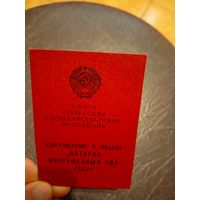 СОЮЗ
СОВЕТСКИХ
СОЦИАЛИСТИЧЕСКИХ
РЕСПУБЛИК
УДОСТОВЕРЕНИЕ К МЕДАЛИ
„ВЕТЕРАН
ВООРУЖЕННЫХ СИЛ
СССР"